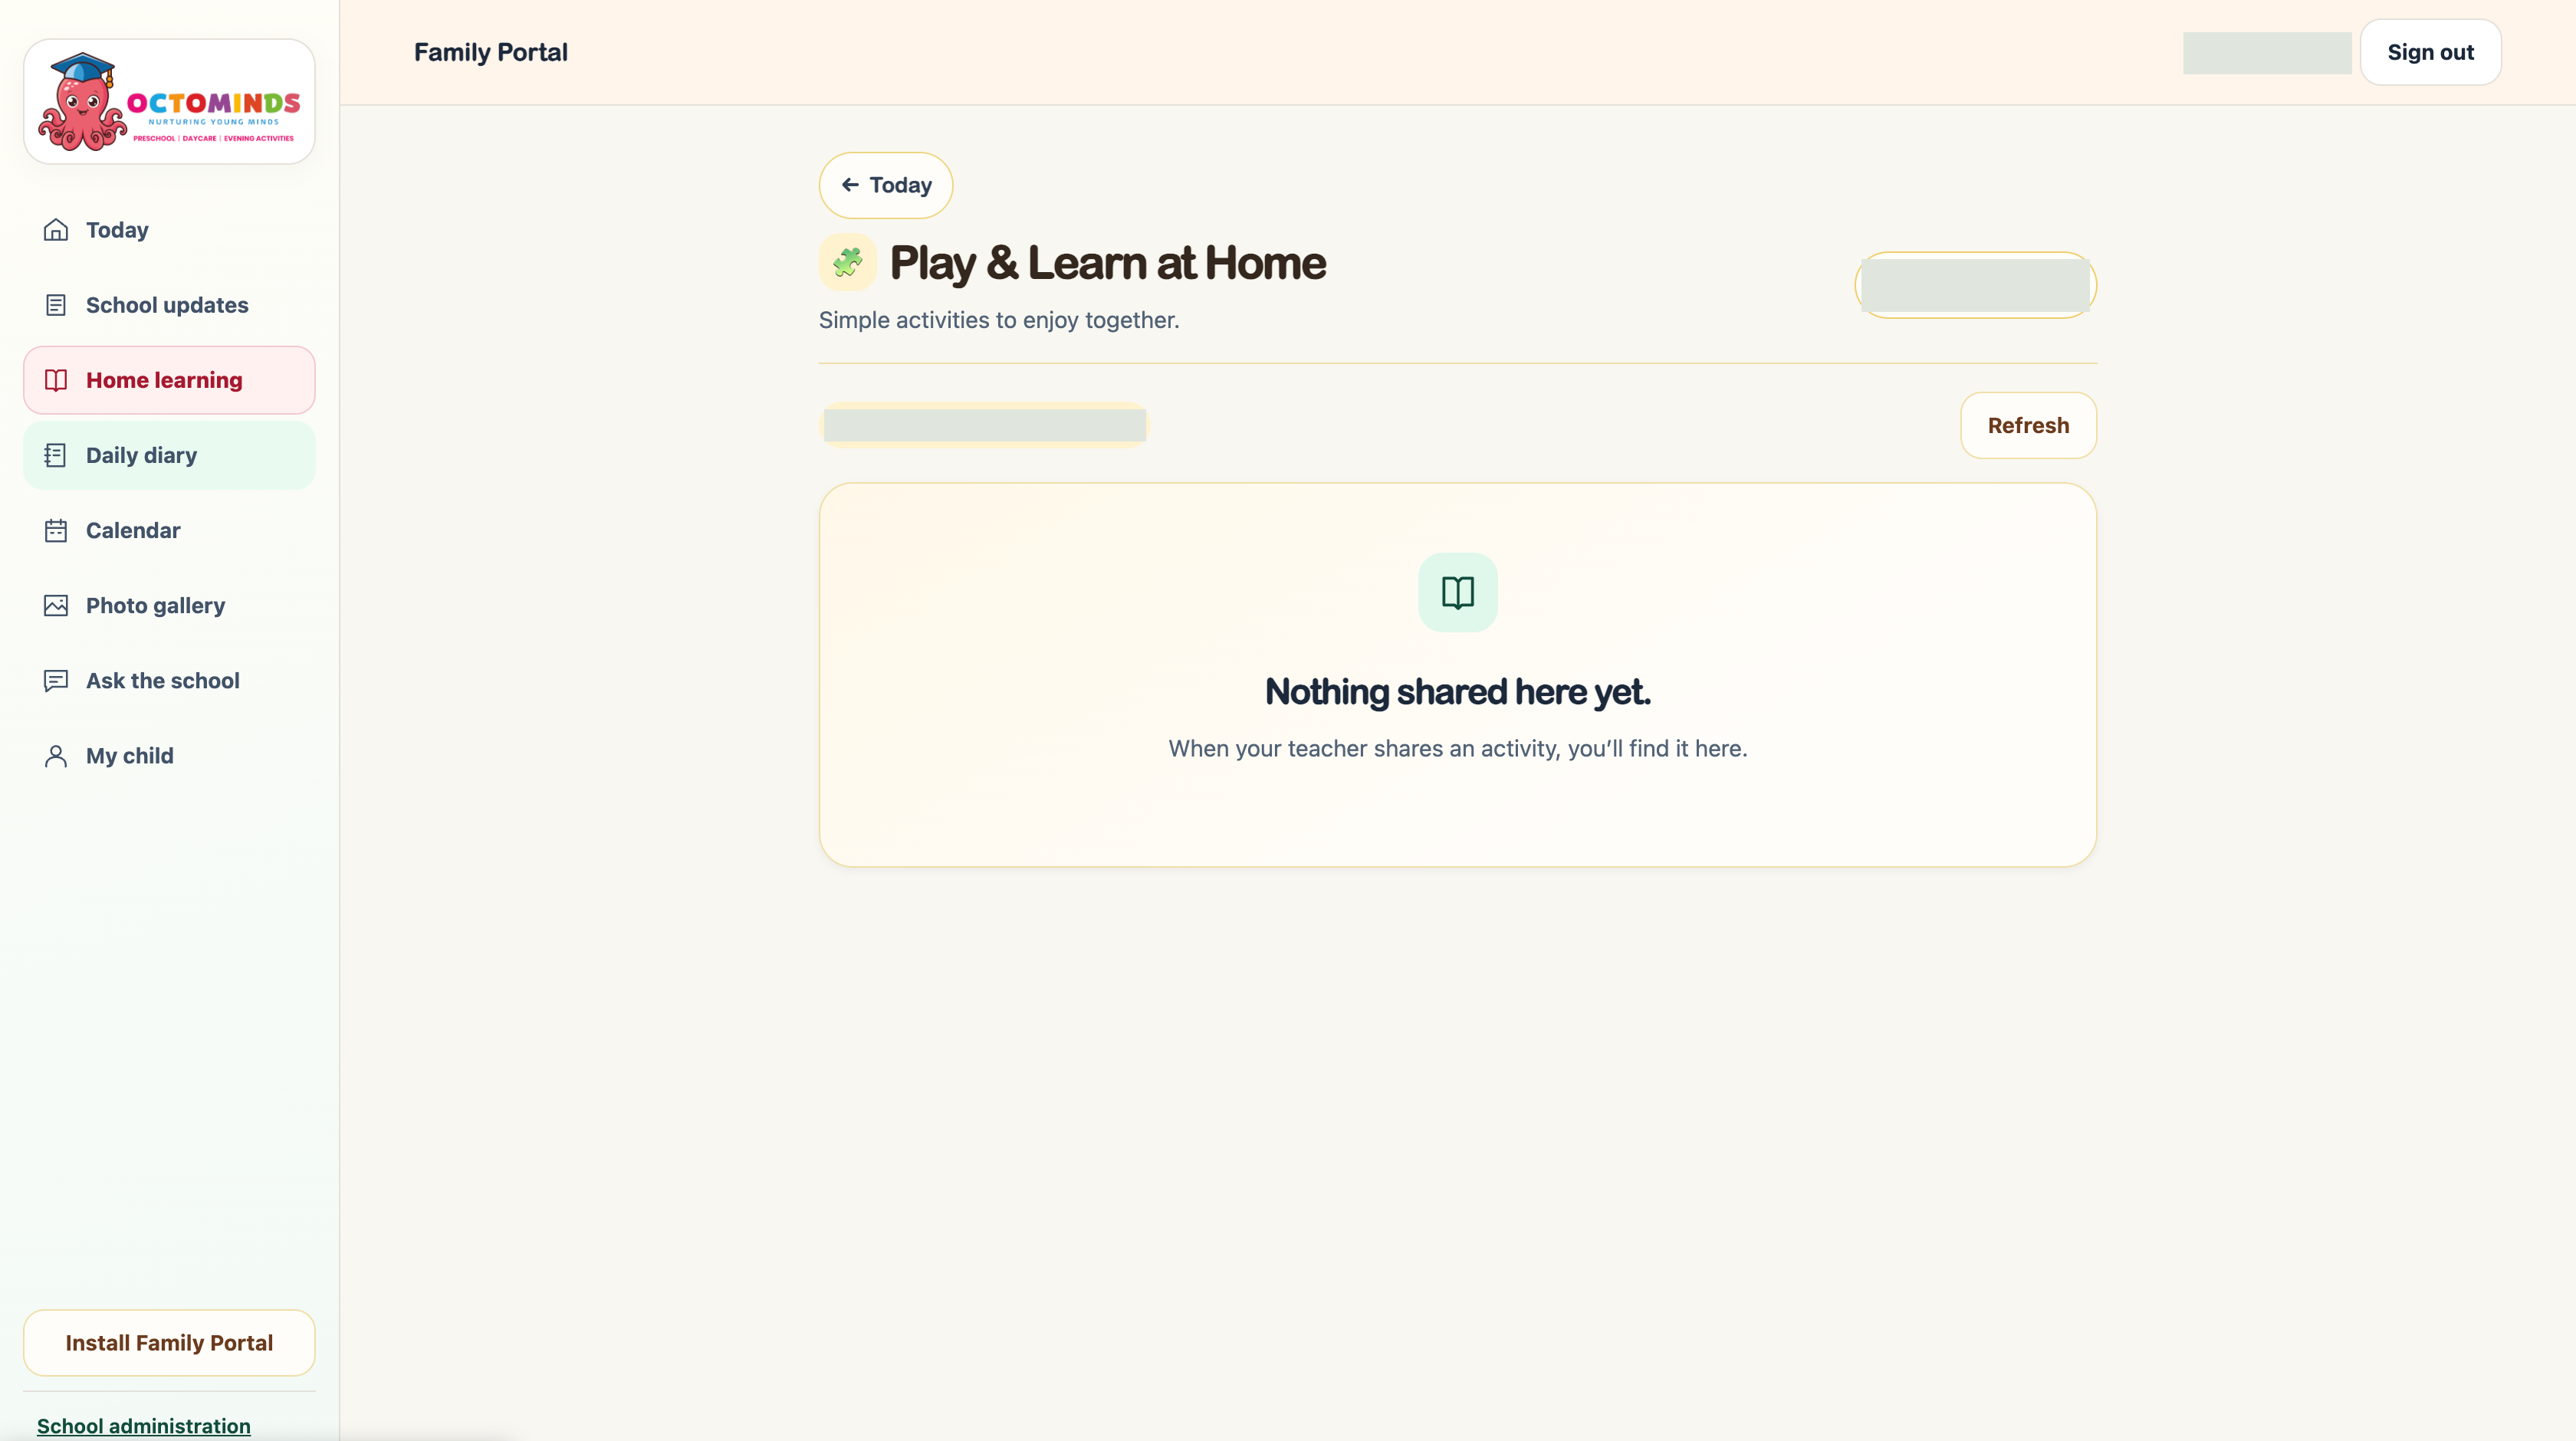 OCTOMINDS
NURTURING YOUNG MINDS
PRESCHOOL | DAYCARE | EVENING ACTIVITIES
Today
School updates
Home learning
Daily diary
Calendar
Photo gallery
Ask the school
My child
Install Family Portal
School administration
Family Portal
Sign out
← Today
Play & Learn at Home
Simple activities to enjoy together.
Refresh
Nothing shared here yet.
When your teacher shares an activity, you’ll find it here.